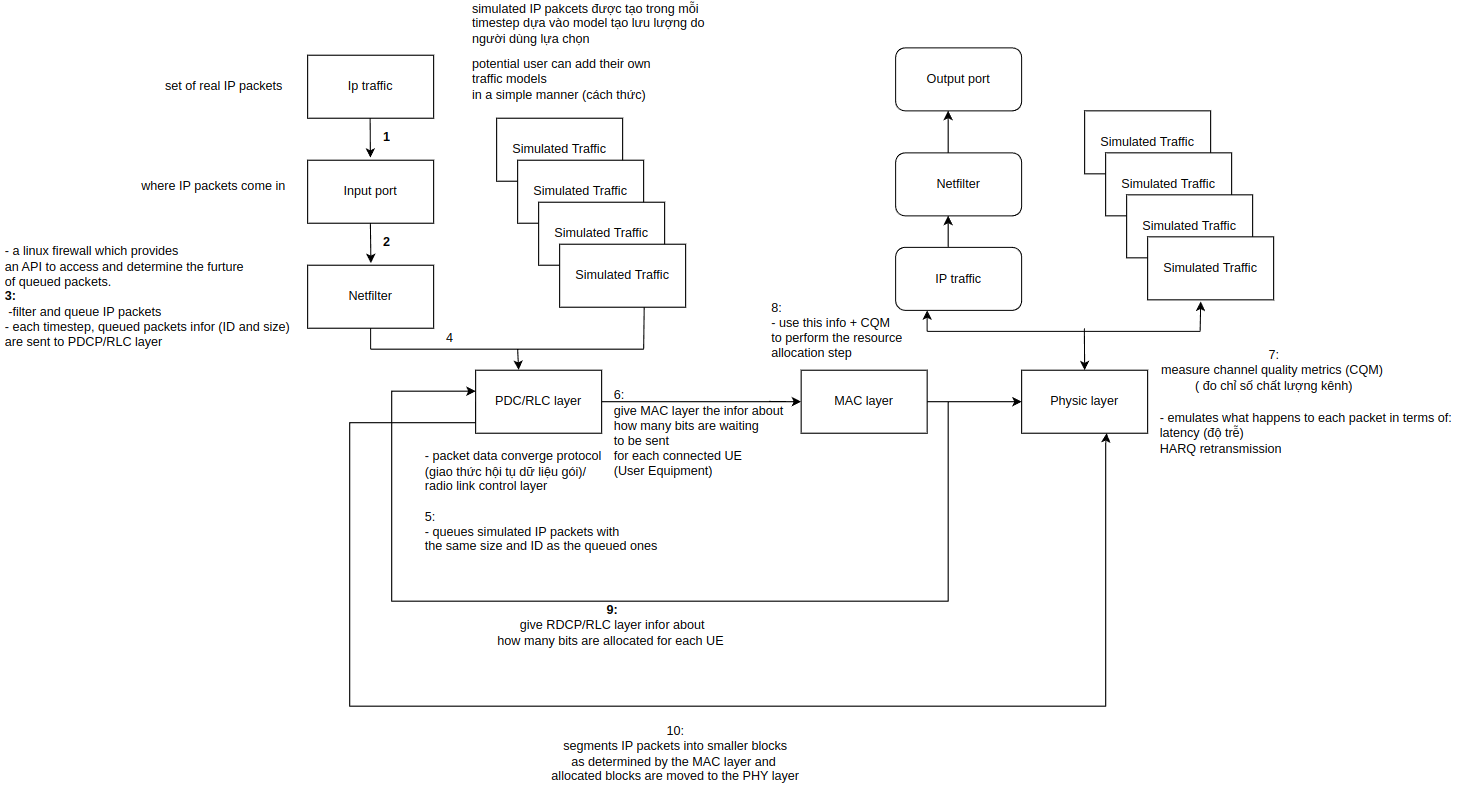 simulated IP pakcets được tạo trong mỗi
timestep dựa vào model tạo lưu lượng do
người dùng lựa chọn
potential user can add their own
traffic models
in a simple manner (cách thức)
set of real IP packets
Ip traffic
1
where IP packets come in
Input port
2
- a linux firewall which provides
an API to access and determine the furture
of queued packets.
3:
-filter and queue IP packets
- each timestep, queued packets infor (ID and size)
are sent to PDCP/RLC layer
Netfilter
4
Simulated Traffic
Simulated Traffic
Simulated Traffic
Simulated Traffic
Output port
Netfilter
IP traffic
Simulated Traffic
Simulated Traffic
Simulated Traffic
Simulated Traffic
8:
- use this info + CQM
to perform the resource
allocation step
7:
measure channel quality metrics (CQM)
( đo chỉ số chất lượng kênh)
- emulates what happens to each packet in terms of:
latency (độ trễ)
HARQ retransmission
PDC/RLC layer
6:
give MAC layer the infor about
how many bits are waiting
to be sent
for each connected UE
(User Equipment)
MAC layer
Physic layer
- packet data converge protocol
(giao thức hội tụ dữ liệu gói)/
radio link control layer
5:
- queues simulated IP packets with
the same size and ID as the queued ones
9:
give RDCP/RLC layer infor about
how many bits are allocated for each UE
10:
segments IP packets into smaller blocks
as determined by the MAC layer and
allocated blocks are moved to the PHY layer